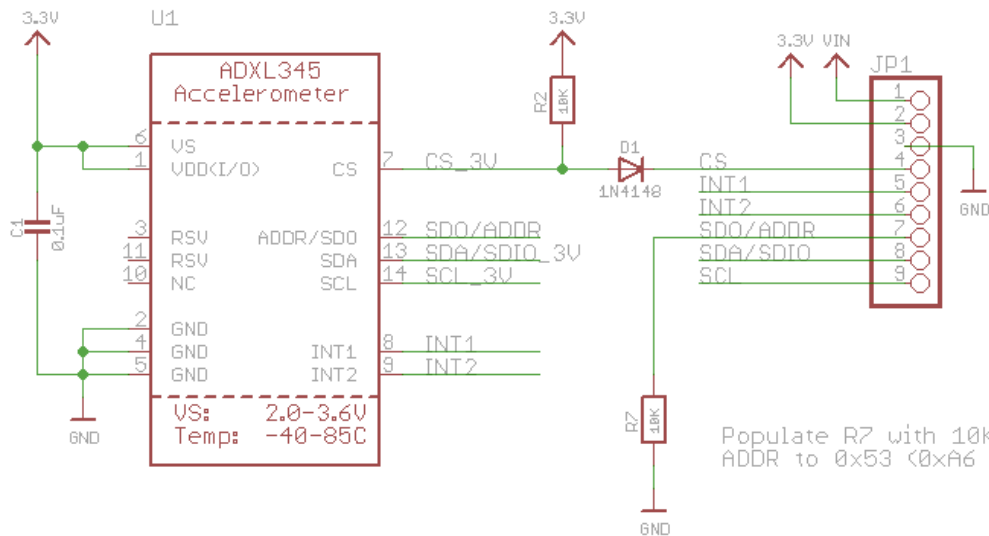 3.3V
U1
3.3V
3.3V VIN
JP1
ADXL345
Accelerometer
R2
10K
6 VS
1 VDD(I/O)
CS 7 CS_3V
D1
1N4148
CS
INT1
INT2
SDO/ADDR
SDA/SDIO
SCL
1
2
3
4
5
6
7
8
9
GND
C1
0.1uF
3 RSV
11 RSV
10 NC
ADDR/SDO 12 SDO/ADDR
SDA 13 SDA/SDIO_3V
SCL 14 SCL_3V
2 GND
4 GND
5 GND
INT1 8 INT1
INT2 9 INT2
GND
VS: 2.0-3.6V
Temp: -40-85C
R7
10K
GND
Populate R7 with 10k
ADDR to 0x53 (0xA6